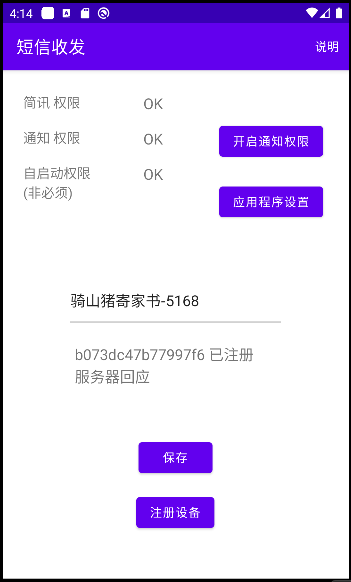 4:14
短信收发 说明
简讯 权限 OK
通知 权限 OK 开启通知权限
自启动权限 OK
(非必须)
应用程序设置
骑山猪寄家书-5168
b073dc47b77997f6 已注册
服务器回应
保存
注册设备